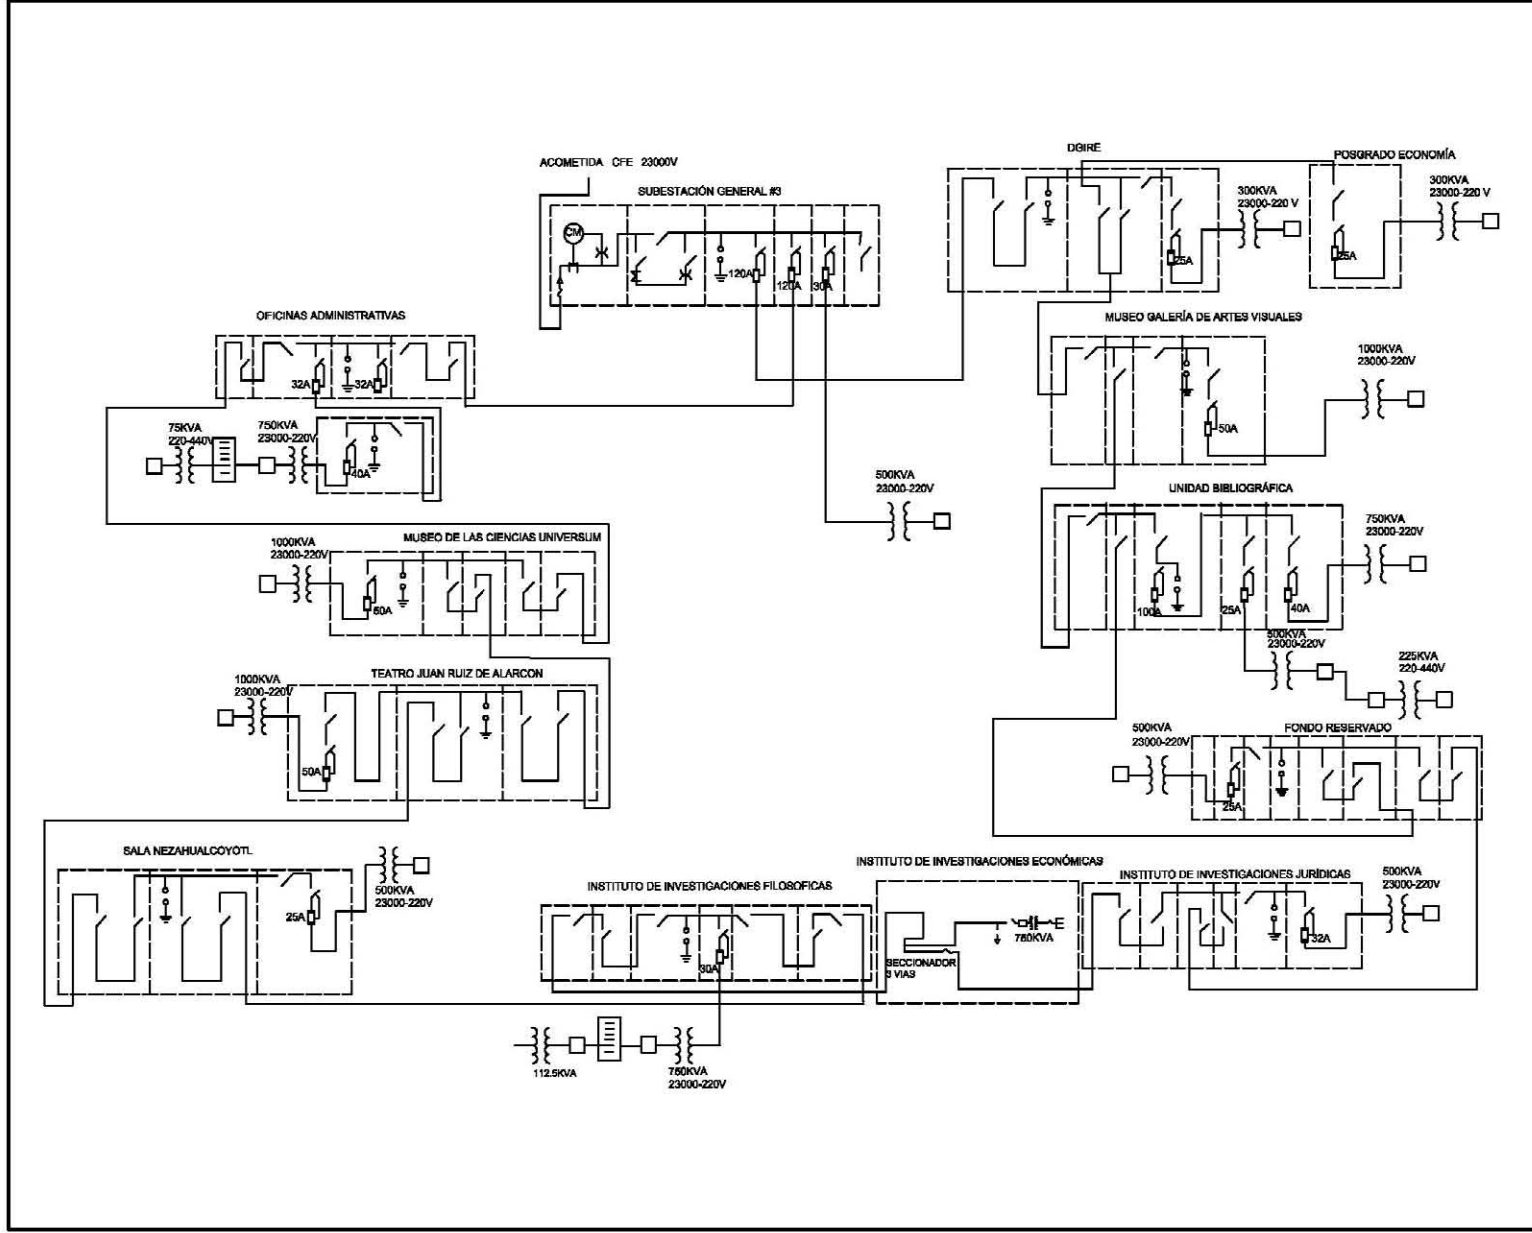 ACOMETIDA CFE 23000V
SUBESTACIÓN GENERAL #3
CM
120A
120A
30A
DGIRE
25A
300KVA
23000-220 V
POSGRADO ECONOMÍA
25A
300KVA
23000-220 V
OFICINAS ADMINISTRATIVAS
32A
32A
75KVA
220-440V
750KVA
23000-220V
40A
500KVA
23000-220V
MUSEO GALERÍA DE ARTES VISUALES
50A
1000KVA
23000-220V
MUSEO DE LAS CIENCIAS UNIVERSUM
1000KVA
23000-220V
50A
UNIDAD BIBLIOGRÁFICA
100A
25A
40A
750KVA
23000-220V
500KVA
23000-220V
225KVA
220-440V
TEATRO JUAN RUIZ DE ALARCON
1000KVA
23000-220V
50A
FONDO RESERVADO
500KVA
23000-220V
25A
SALA NEZAHUALCOYOTL
25A
500KVA
23000-220V
INSTITUTO DE INVESTIGACIONES FILOSOFICAS
30A
112.5KVA
750KVA
23000-220V
INSTITUTO DE INVESTIGACIONES ECONÓMICAS
SECCIONADOR
3 VIAS
750KVA
INSTITUTO DE INVESTIGACIONES JURÍDICAS
32A
500KVA
23000-220V